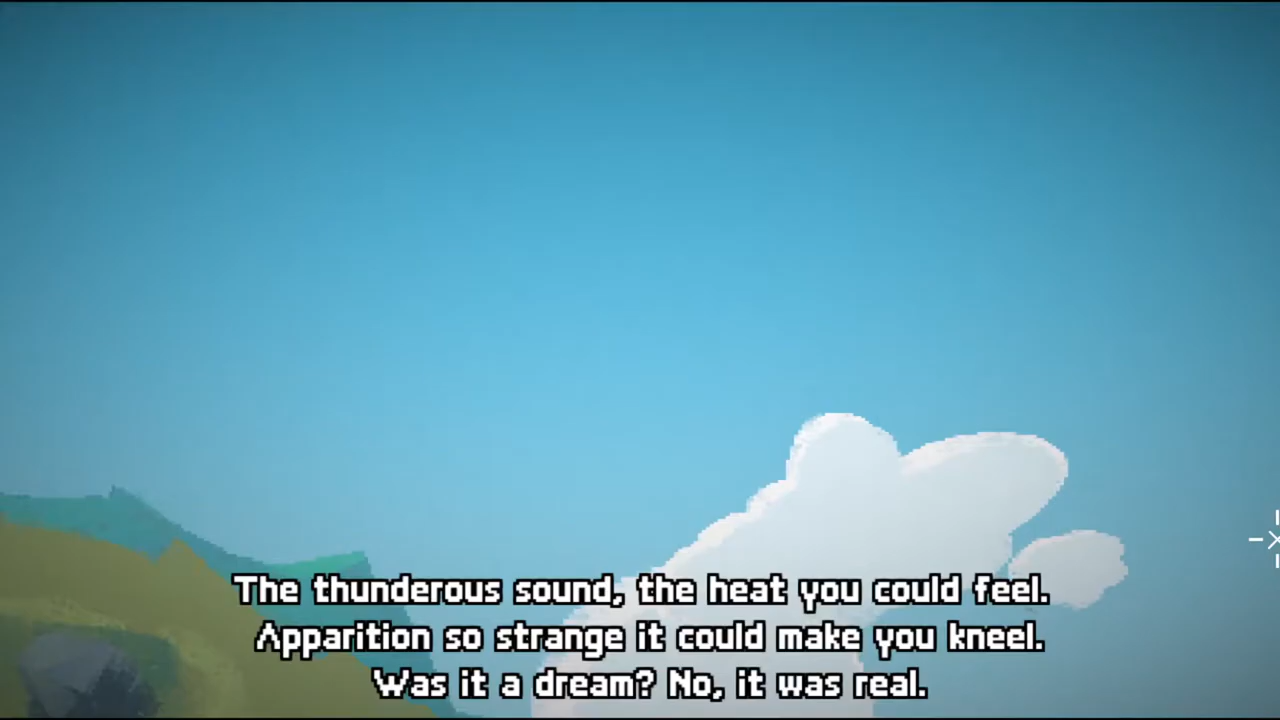 The thunderous sound, the heat you could feel.
Apparition so strange it could make you kneel.
Was it a dream? No, it was real.